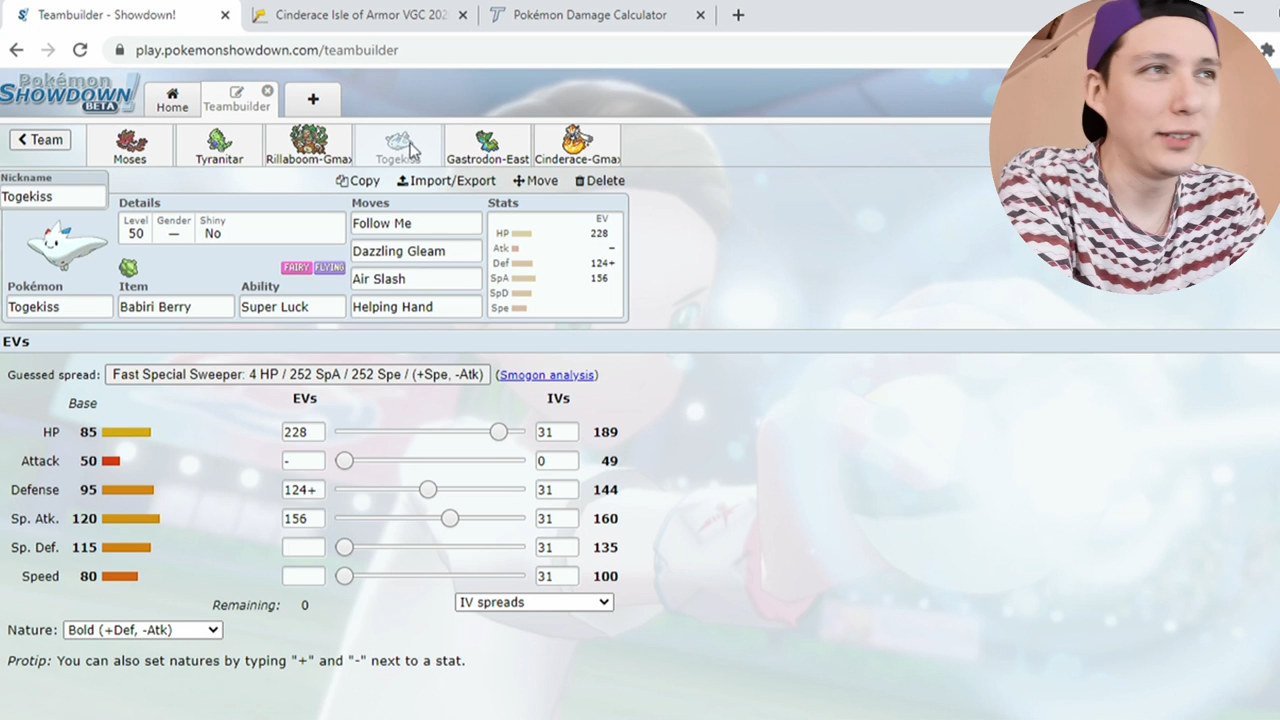 Teambuilder - Showdown!
Cinderace Isle of Armor VGC 202
Pokémon Damage Calculator
play.pokemonshowdown.com/teambuilder
Pokémon
SHOWDOWN
BETA
Home
Teambuilder
< Team
Moses
Tyranitar
Rillaboom-Gmax
Togekiss
Gastrodon-East
Cinderace-Gmax
Nickname
Togekiss
Copy
Import/Export
Move
Delete
Details
Moves
Stats
Level
Gender
Shiny
50
—
No
Follow Me
Dazzling Gleam
Air Slash
Helping Hand
EV
HP 228
Atk –
Def 124+
SpA 156
SpD
Spe
FAIRY FLYING
Pokémon
Item
Ability
Togekiss
Babiri Berry
Super Luck
EVs
Guessed spread: Fast Special Sweeper: 4 HP / 252 SpA / 252 Spe / (+Spe, -Atk) (Smogon analysis)
Base EVs IVs
HP 85 228 31 189
Attack 50 - 0 49
Defense 95 124+ 31 144
Sp. Atk. 120 156 31 160
Sp. Def. 115 31 135
Speed 80 31 100
Remaining: 0
IV spreads
Nature: Bold (+Def, -Atk)
Protip: You can also set natures by typing "+" and "-" next to a stat.